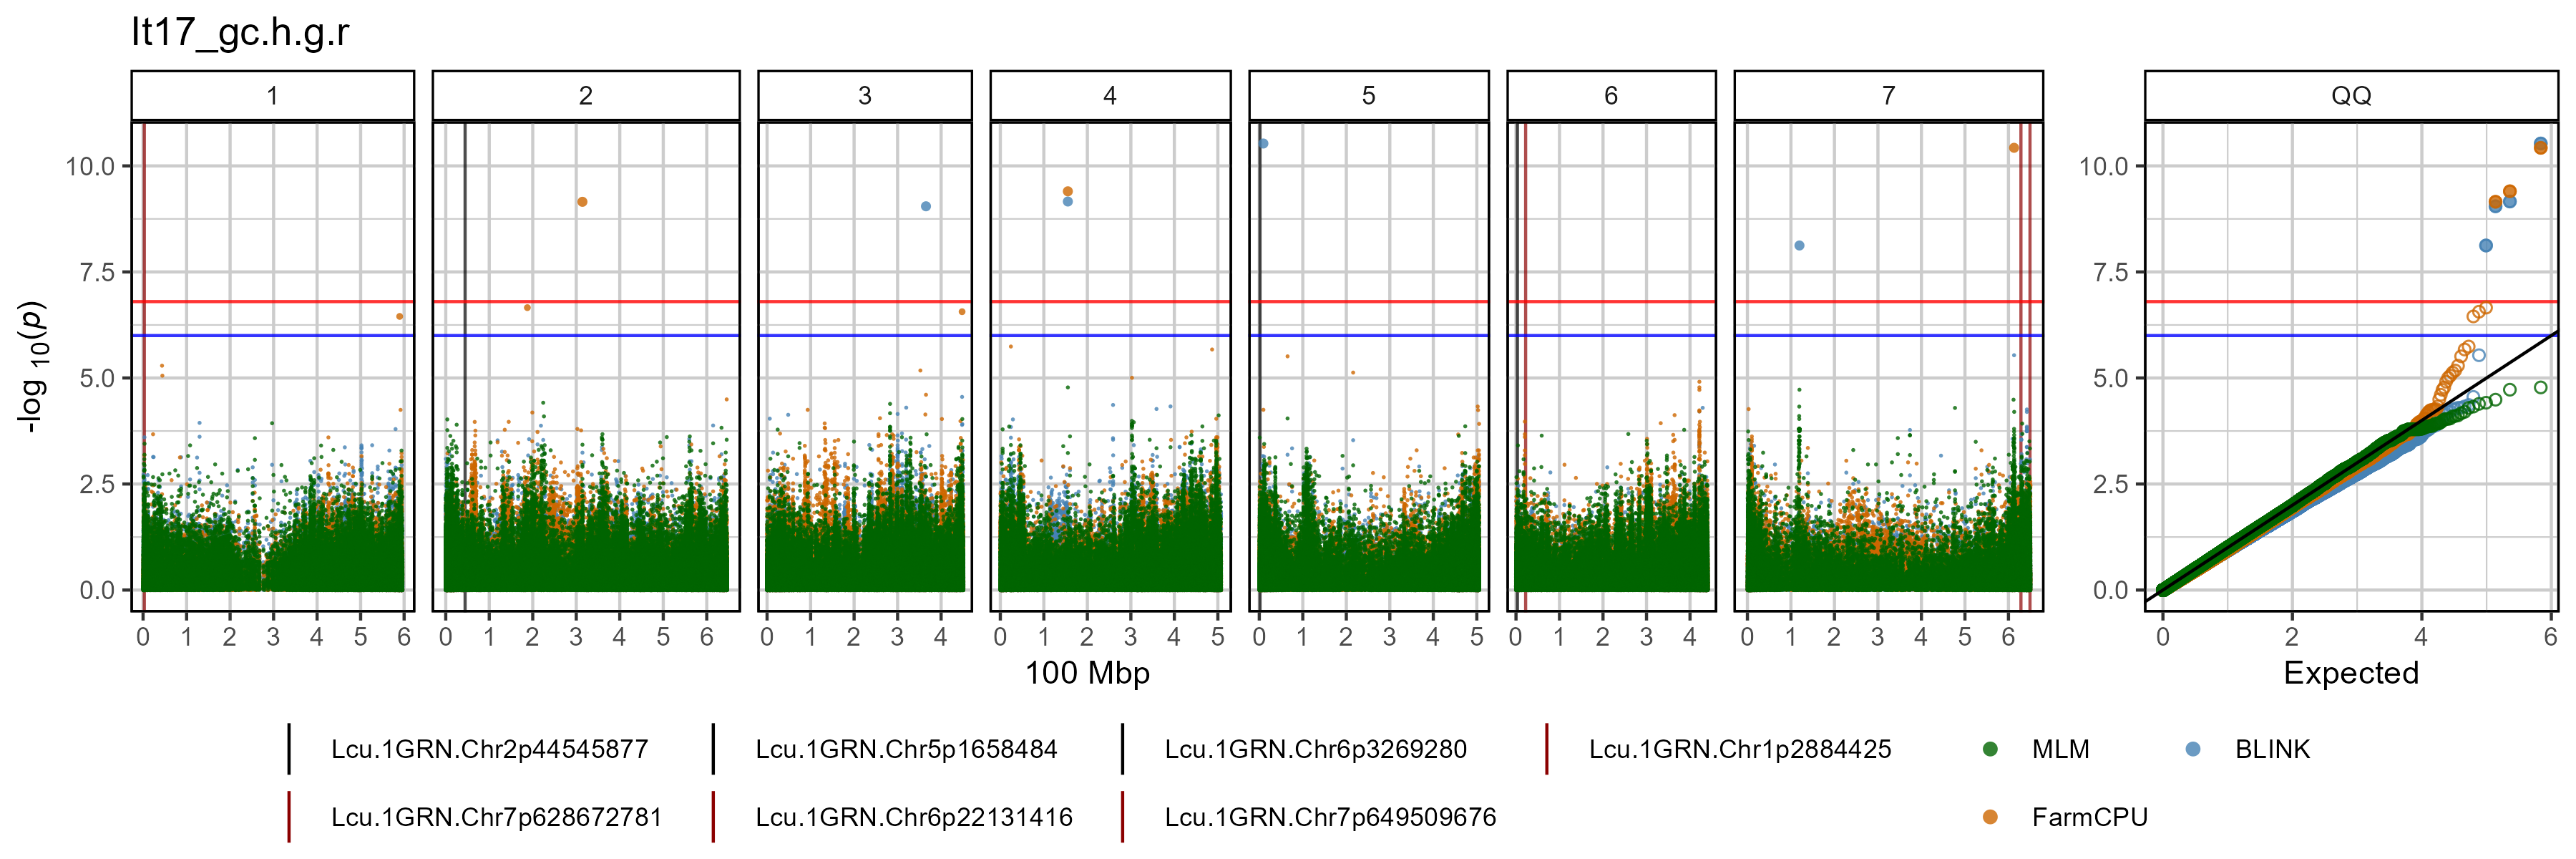 It17_gc.h.g.r
1 2 3 4 5 6 7 QQ
10.0 7.5 5.0 2.5 0.0
-log 10(p)
10.0 7.5 5.0 2.5 0.0
0 1 2 3 4 5 6 0 1 2 3 4 5 6 0 1 2 3 4 0 1 2 3 4 5 0 1 2 3 4 5 0 1 2 3 4 0 1 2 3 4 5 6 0 2 4 6
100 Mbp Expected
Lcu.1GRN.Chr2p44545877 Lcu.1GRN.Chr5p1658484 Lcu.1GRN.Chr6p3269280 Lcu.1GRN.Chr1p2884425 MLM BLINK
Lcu.1GRN.Chr7p628672781 Lcu.1GRN.Chr6p22131416 Lcu.1GRN.Chr7p649509676 FarmCPU